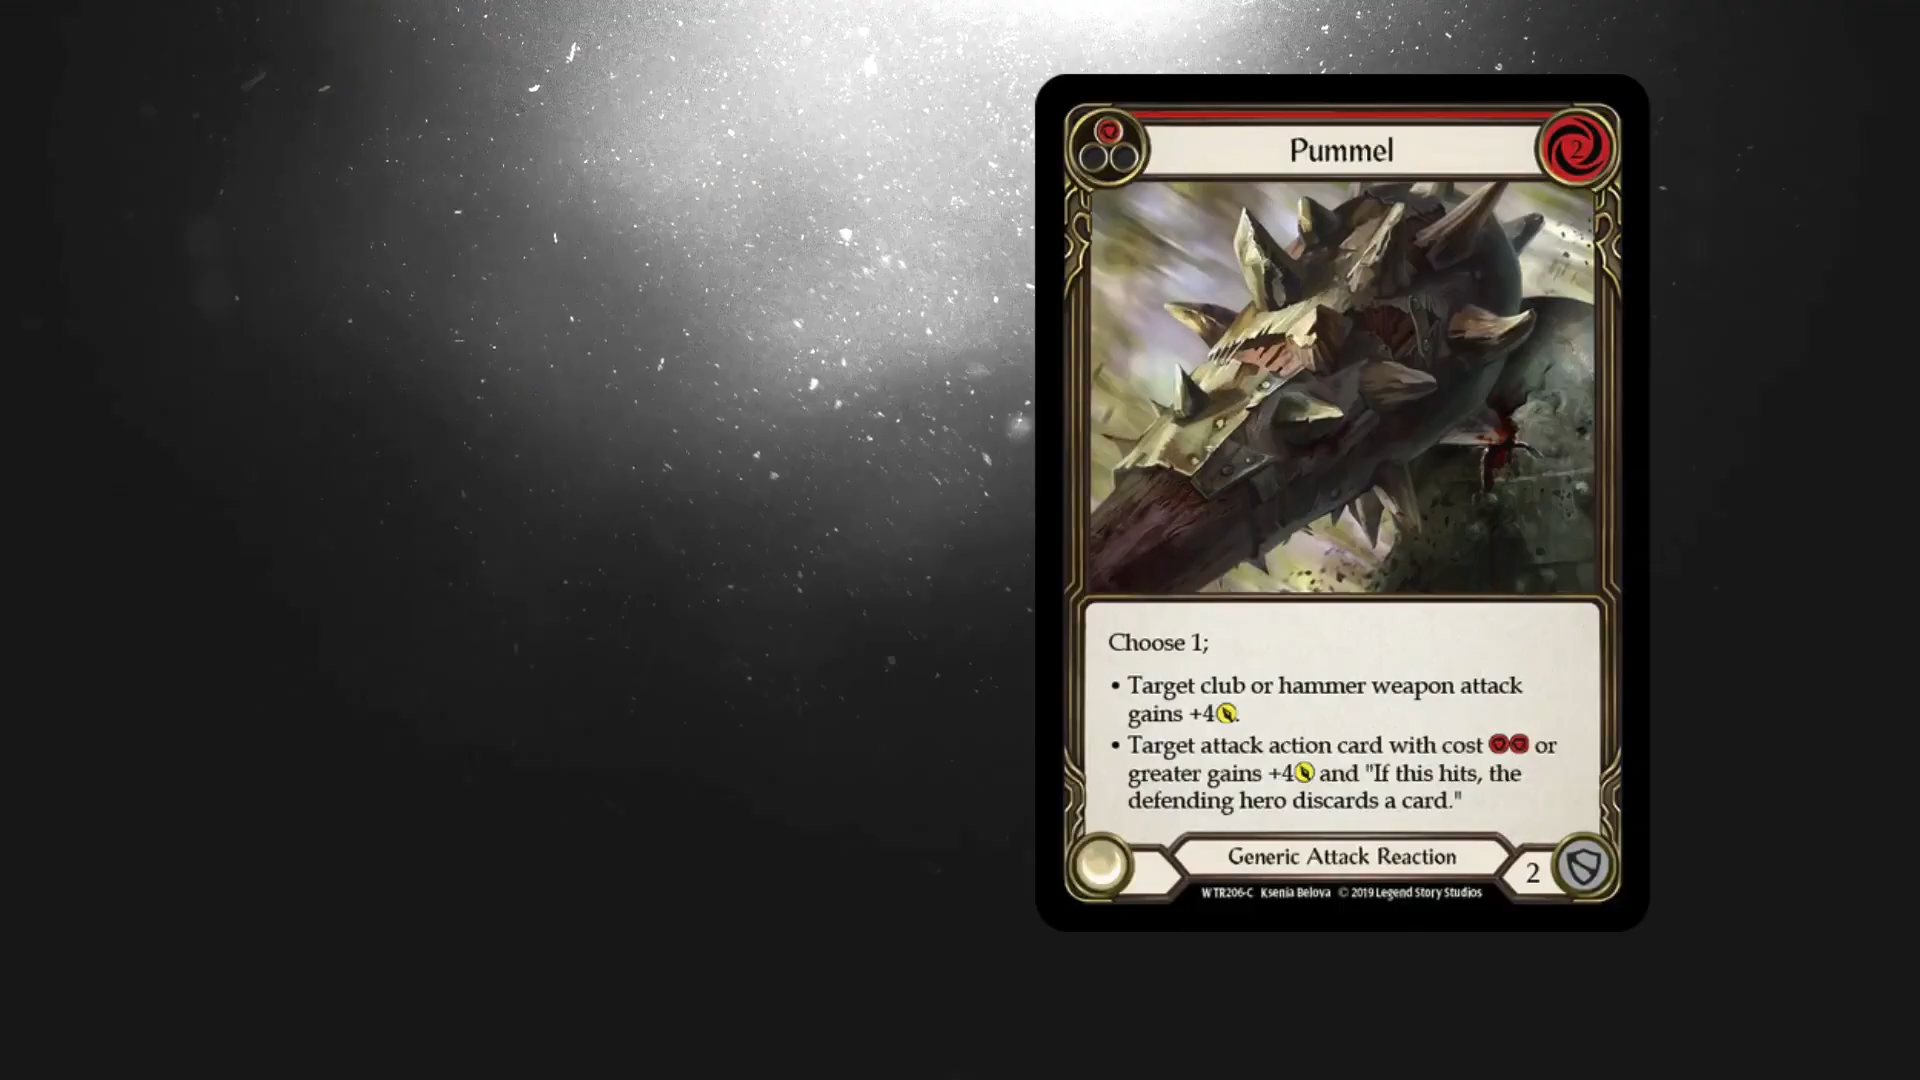 Pummel
2
Choose 1;
• Target club or hammer weapon attack
gains +4.
• Target attack action card with cost or
greater gains +4 and "If this hits, the
defending hero discards a card."
Generic Attack Reaction
2
WTR206-C Ksenia Belova © 2019 Legend Story Studios